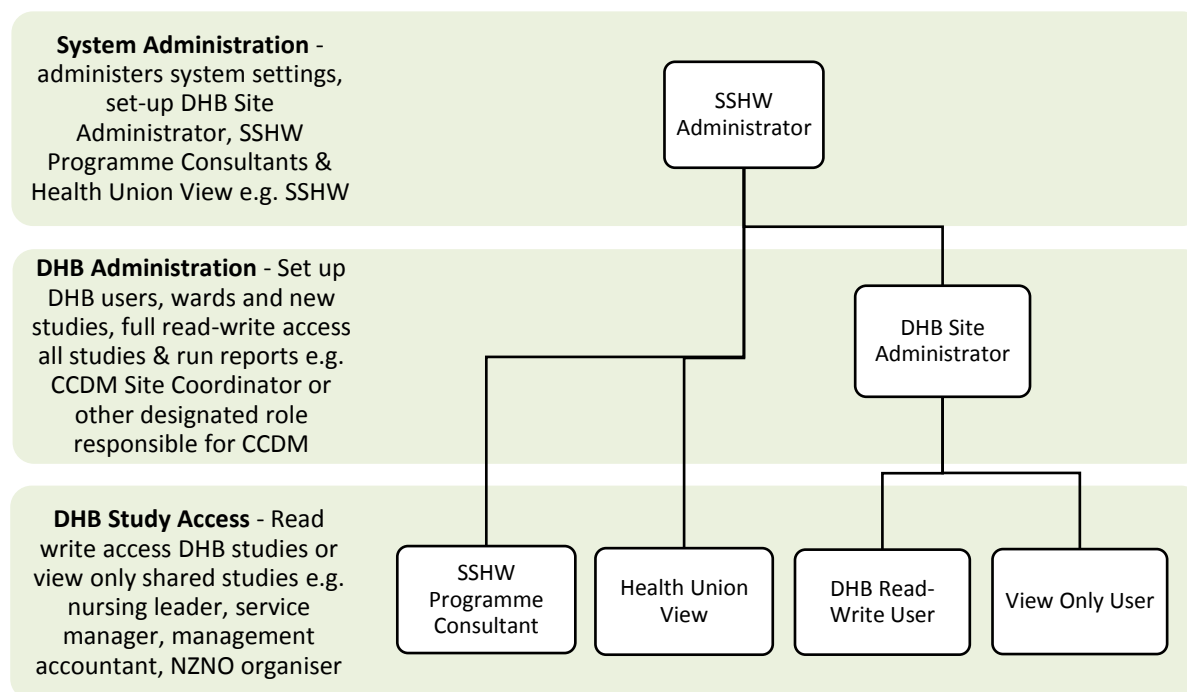 System Administration -
administers system settings,
set-up DHB Site
Administrator, SSHW
Programme Consultants &
Health Union View e.g. SSHW
SSHW
Administrator
DHB Administration - Set up
DHB users, wards and new
studies, full read-write access
all studies & run reports e.g.
CCDM Site Coordinator or
other designated role
responsible for CCDM
DHB Site
Administrator
DHB Study Access - Read
write access DHB studies or
view only shared studies e.g.
nursing leader, service
manager, management
accountant, NZNO organiser
SSHW
Programme
Consultant
Health Union
View
DHB Read-
Write User
View Only User